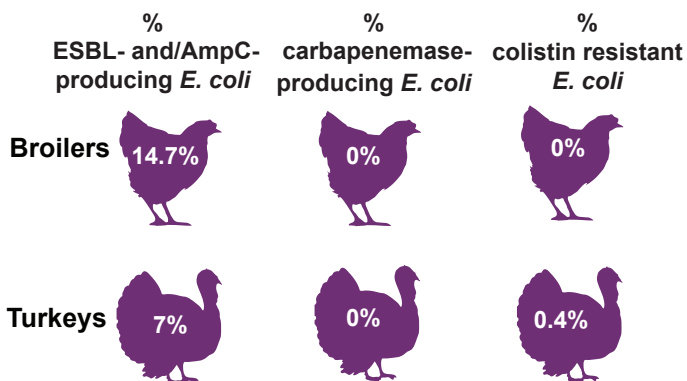 %
ESBL- and/AmpC-
producing E. coli
%
carbapenemase-
producing E. coli
%
colistin resistant
E. coli
Broilers
14.7%
0%
0%
Turkeys
7%
0%
0.4%